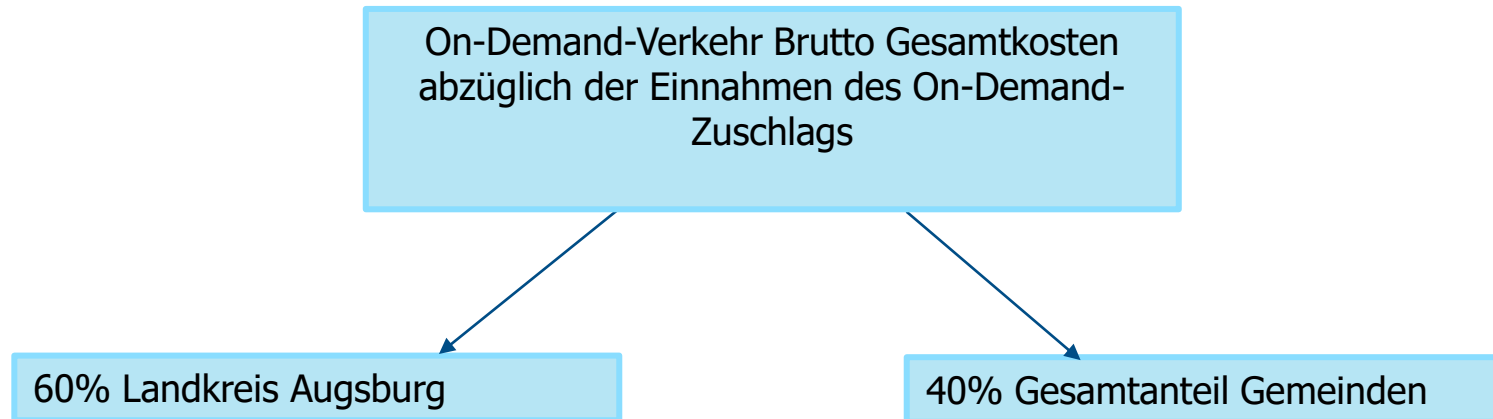 On-Demand-Verkehr Brutto Gesamtkosten
abzüglich der Einnahmen des On-Demand-
Zuschlags
60% Landkreis Augsburg
40% Gesamtanteil Gemeinden